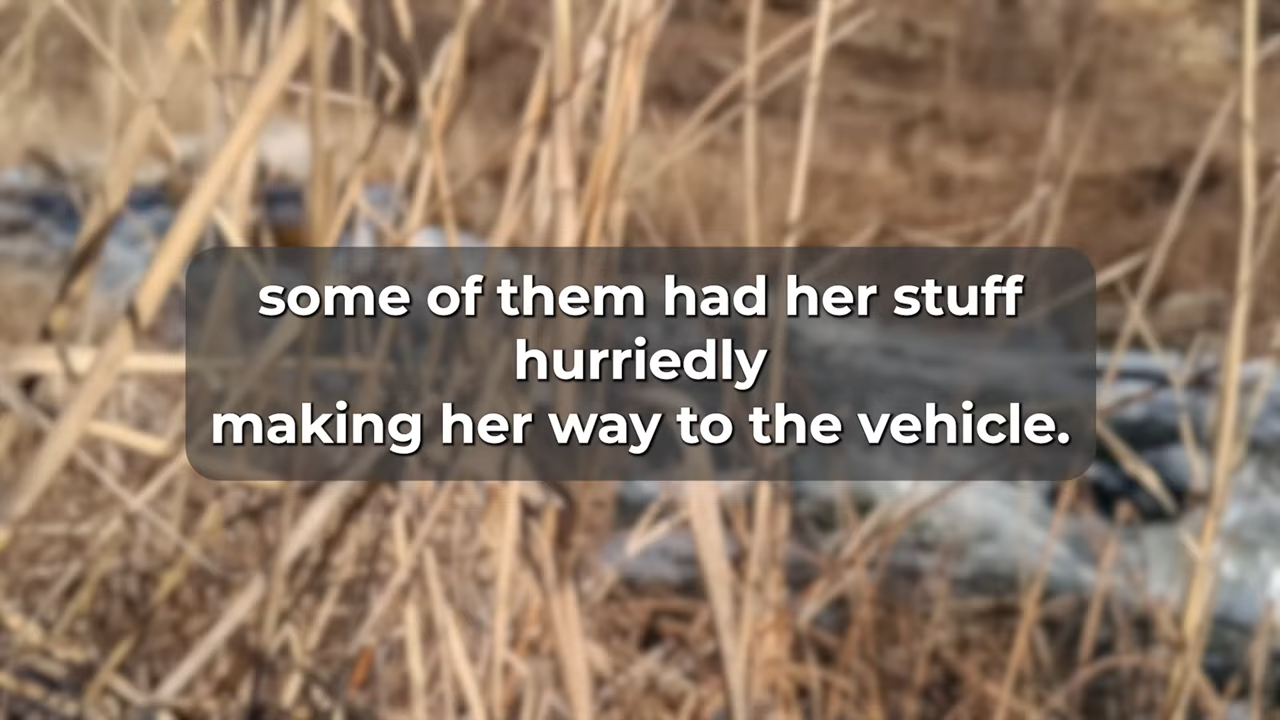 some of them had her stuff
hurriedly
making her way to the vehicle.